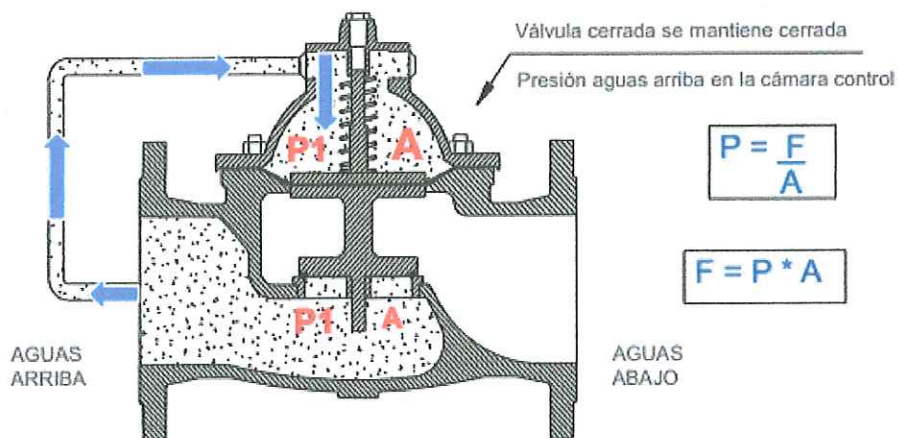 Válvula cerrada se mantiene cerrada
Presión aguas arriba en la cámara control
P1 A
P = F
A
F = P * A
P1 A
AGUAS
ARRIBA
AGUAS
ABAJO